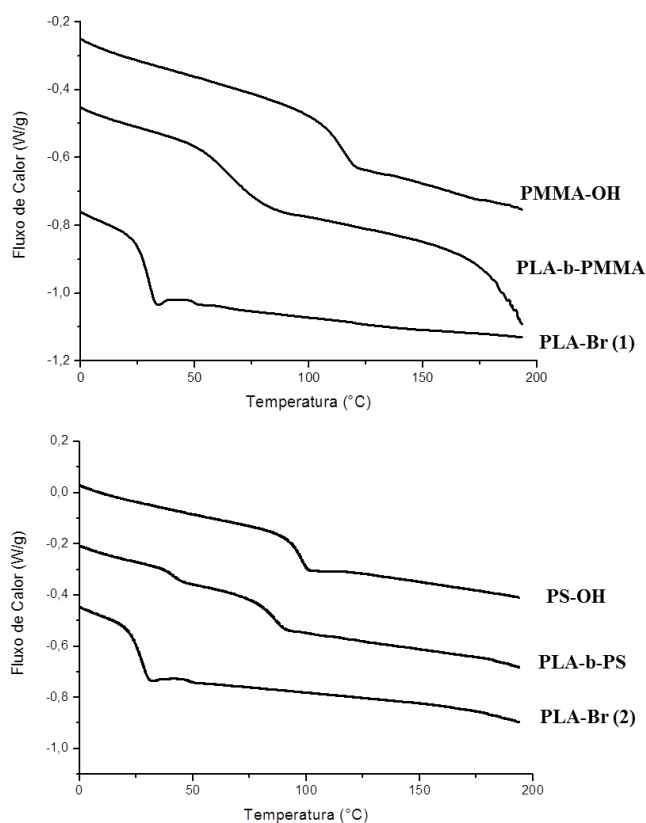 -0,2
-0,4
-0,6
-0,8
-1,0
-1,2
Fluxo de Calor (W/g)
PMMA-OH
PLA-b-PMMA
PLA-Br (1)
0 50 100 150 200
Temperatura (°C)
0,2
0,0
-0,2
-0,4
-0,6
-0,8
-1,0
Fluxo de Calor (W/g)
PS-OH
PLA-b-PS
PLA-Br (2)
0 50 100 150 200
Temperatura (°C)